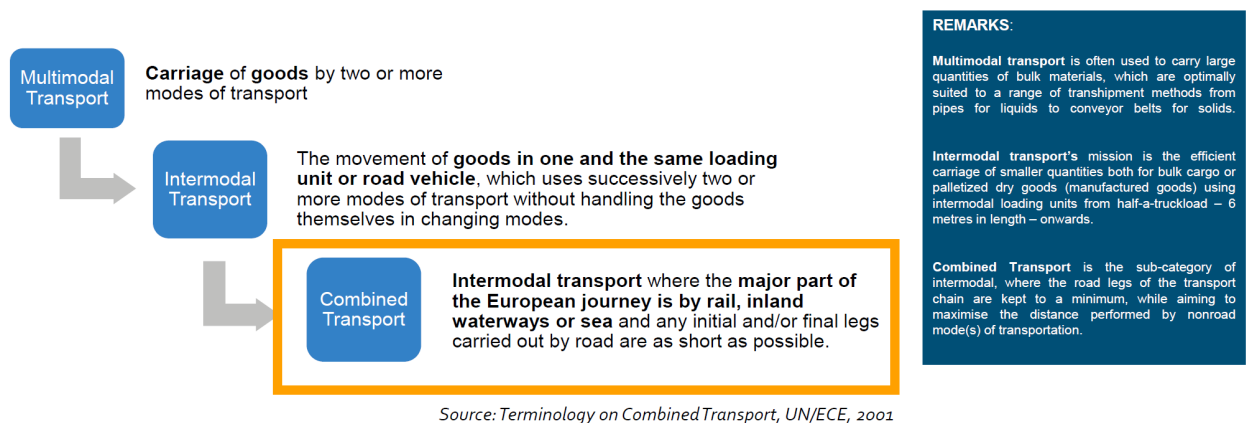 Multimodal
Transport
Carriage of goods by two or more
modes of transport
Intermodal
Transport
The movement of goods in one and the same loading
unit or road vehicle, which uses successively two or
more modes of transport without handling the goods
themselves in changing modes.
Combined
Transport
Intermodal transport where the major part of
the European journey is by rail, inland
waterways or sea and any initial and/or final legs
carried out by road are as short as possible.
Source: Terminology on Combined Transport, UN/ECE, 2001
REMARKS:
Multimodal transport is often used to carry large
quantities of bulk materials, which are optimally
suited to a range of transhipment methods from
pipes for liquids to conveyor belts for solids.
Intermodal transport's mission is the efficient
carriage of smaller quantities both for bulk cargo or
palletized dry goods (manufactured goods) using
intermodal loading units from half-a-truckload – 6
metres in length – onwards.
Combined Transport is the sub-category of
intermodal, where the road legs of the transport
chain are kept to a minimum, while aiming to
maximise the distance performed by nonroad
mode(s) of transportation.